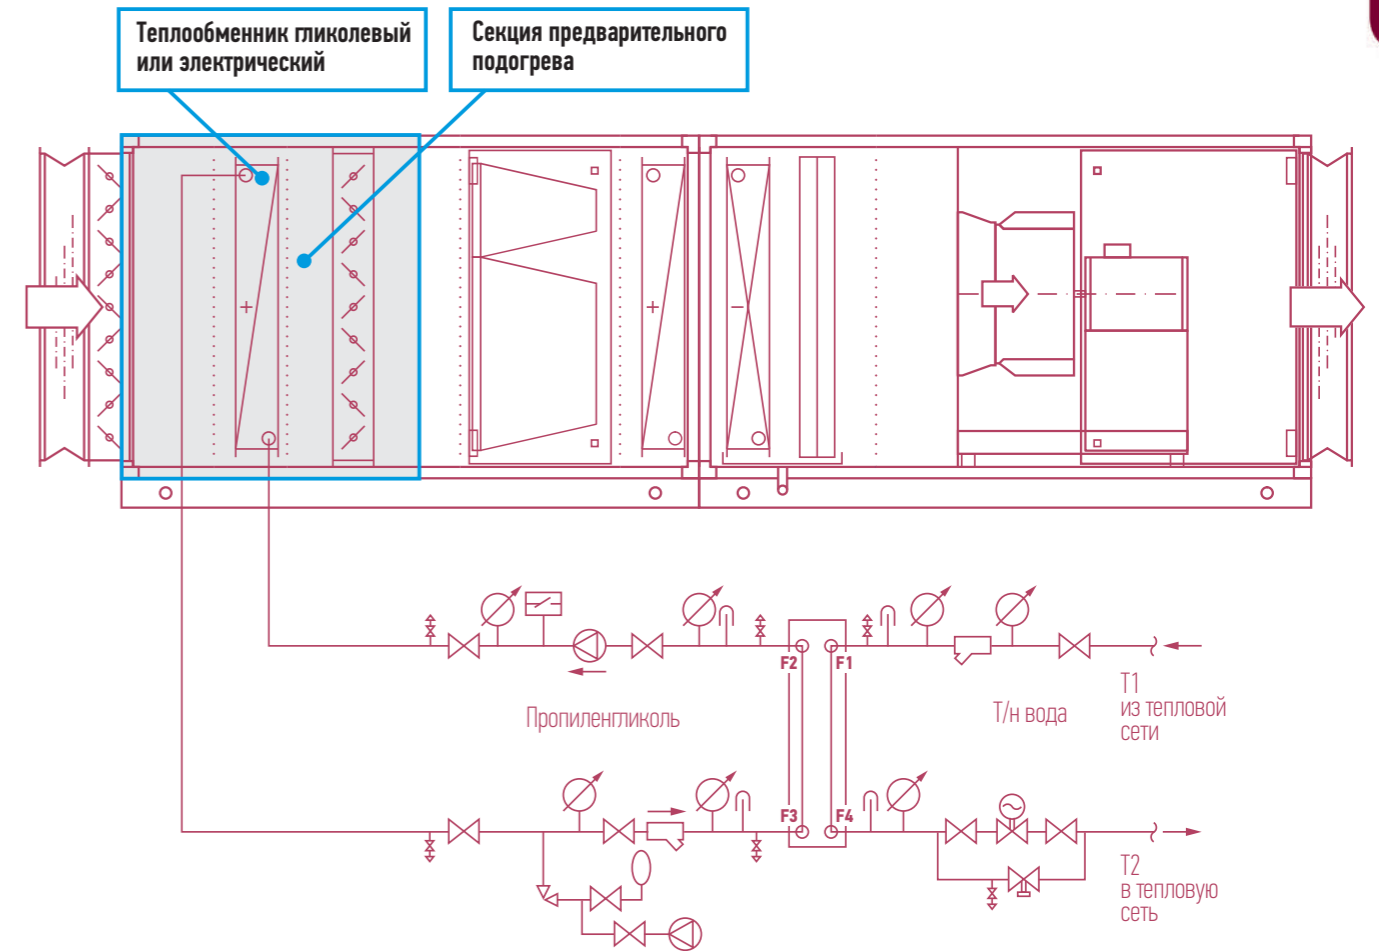 Теплообменник гликолевый
или электрический
Секция предварительного
подогрева
F2
F1
Пропиленгликоль
Т/н вода
Т1
из тепловой
сети
F3
F4
Т2
в тепловую
сеть